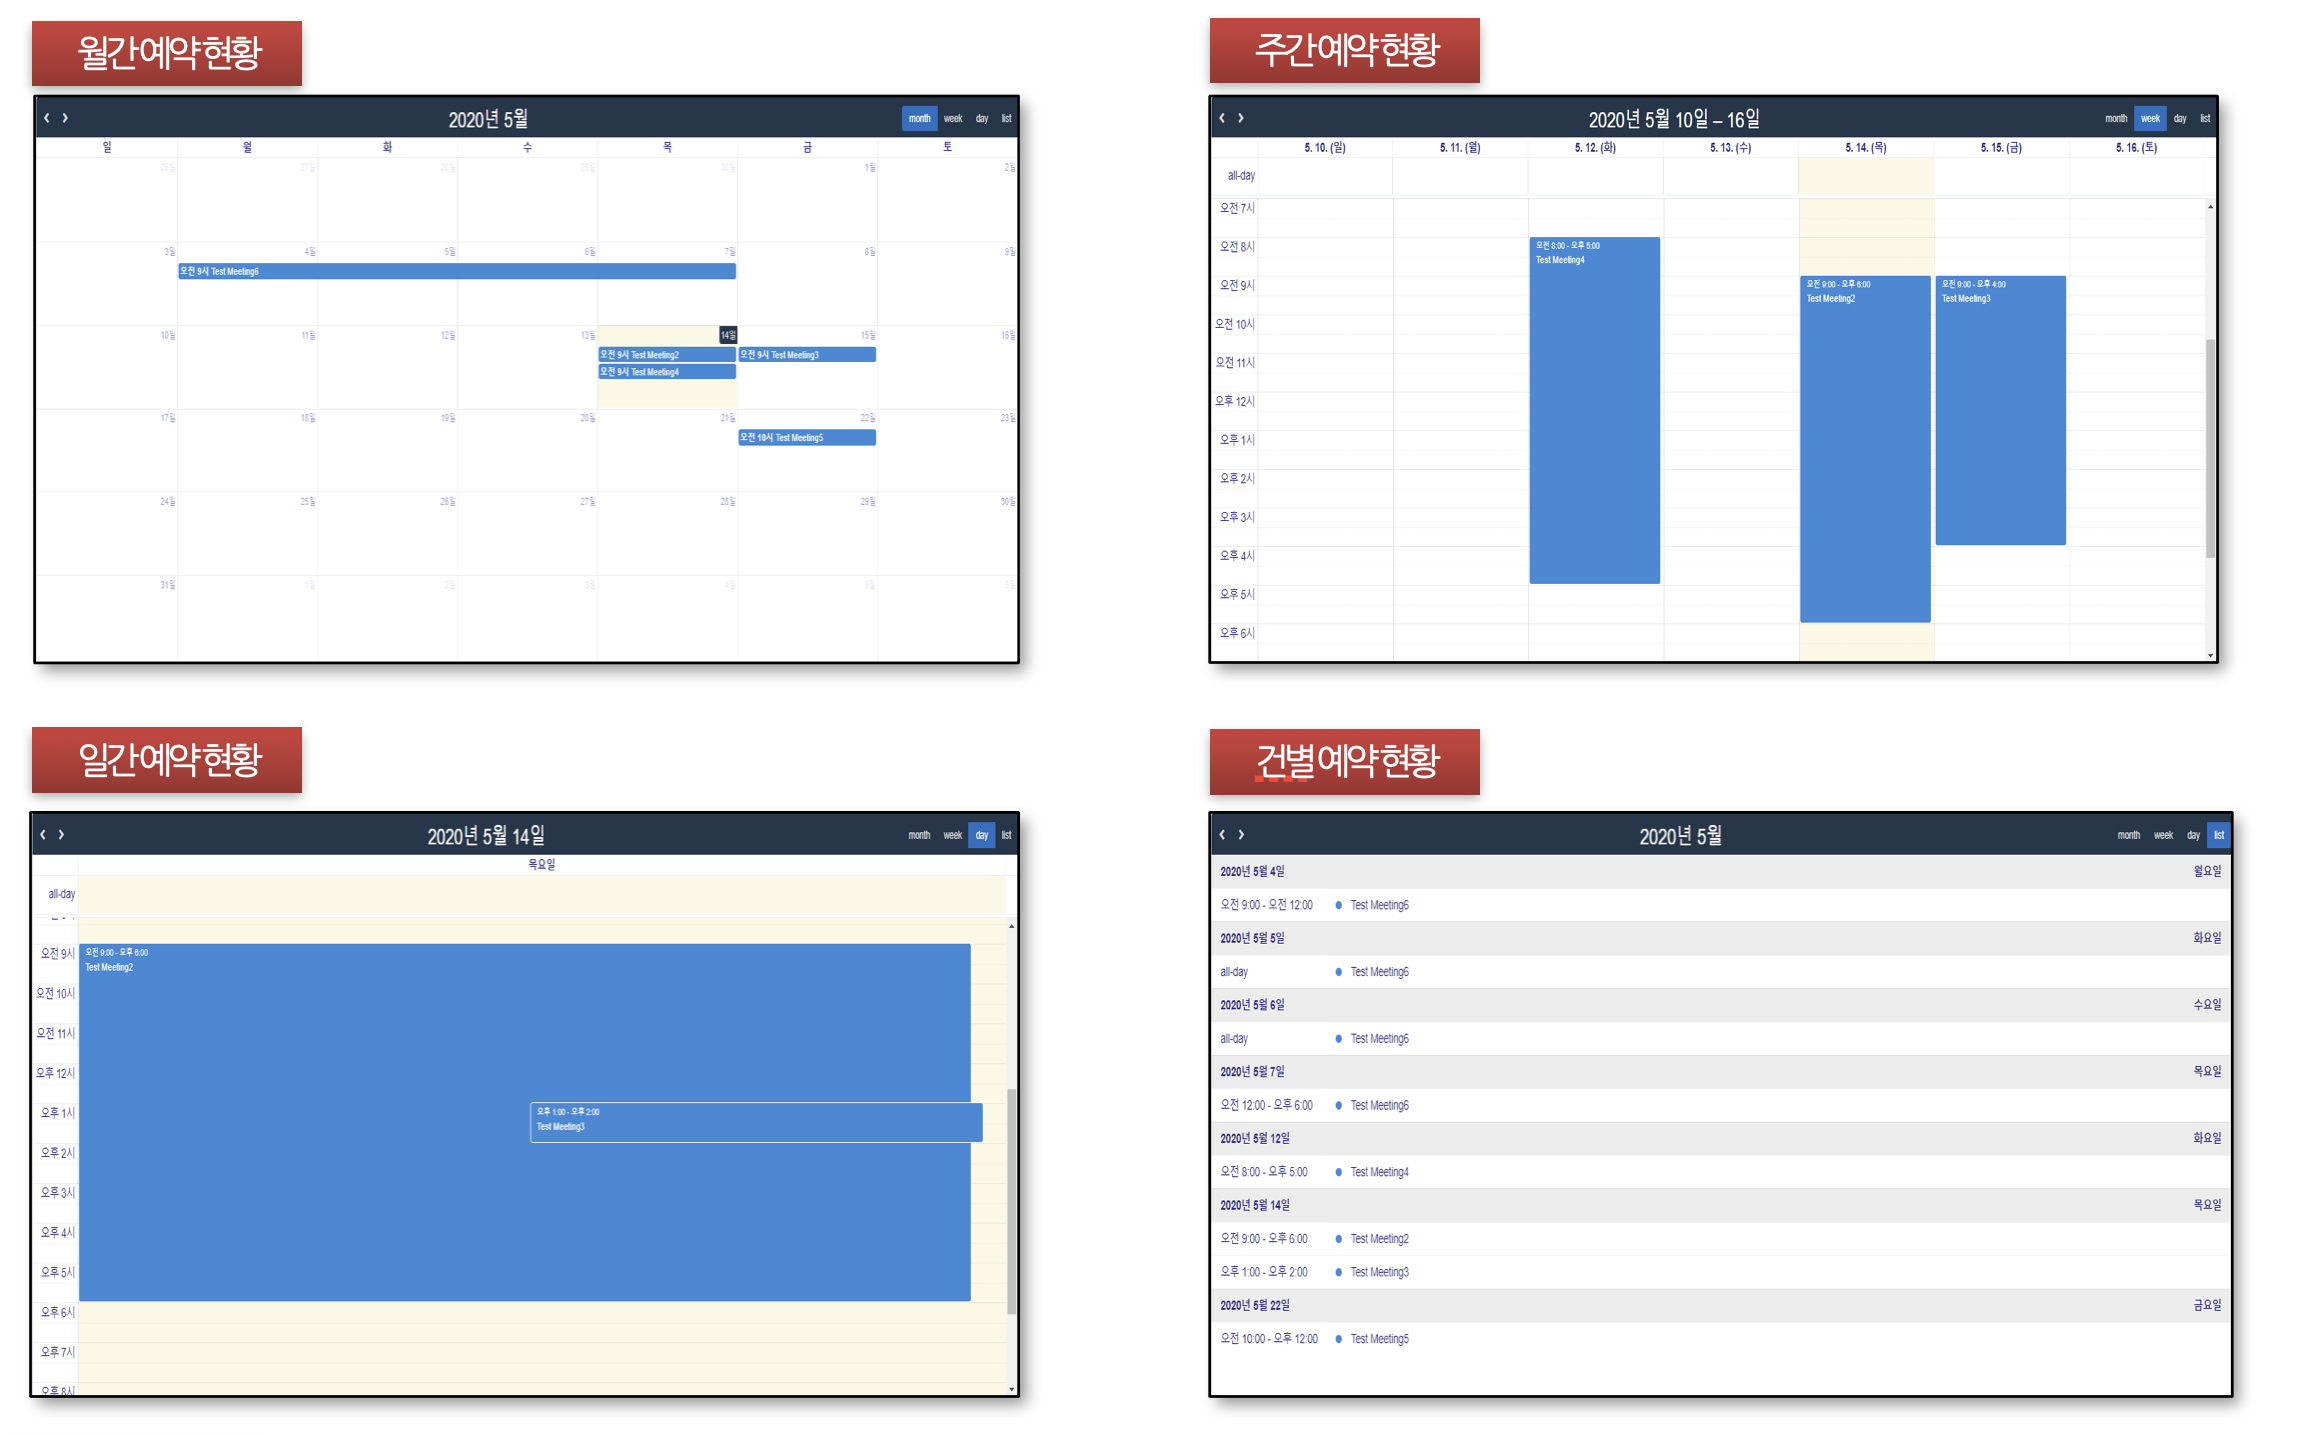 월간 예약 현황
2020년 5월
month week day list
일 월 화 수 목 금 토
26일 27일 28일 29일 30일 1일 2일
3일 4일 5일 6일 7일 8일 9일
오전 9시 Test Meeting6
10일 11일 12일 13일 14일 15일 16일
오전 9시 Test Meeting2 오전 9시 Test Meeting3
오전 9시 Test Meeting4
17일 18일 19일 20일 21일 22일 23일
오전 10시 Test Meeting5
24일 25일 26일 27일 28일 29일 30일
31일 1일 2일 3일 4일 5일 6일
주간 예약 현황
2020년 5월 10일 – 16일
month week day list
5. 10. (일) 5. 11. (월) 5. 12. (화) 5. 13. (수) 5. 14. (목) 5. 15. (금) 5. 16. (토)
all-day
오전 7시
오전 8시 오전 8:00 - 오후 5:00
Test Meeting4
오전 9시 오전 9:00 - 오후 6:00 오전 9:00 - 오후 4:00
Test Meeting2 Test Meeting3
오전 10시
오전 11시
오후 12시
오후 1시
오후 2시
오후 3시
오후 4시
오후 5시
오후 6시
일간 예약 현황
2020년 5월 14일
month week day list
목요일
all-day
오전 9시 오전 9:00 - 오후 6:00
Test Meeting2
오전 10시
오전 11시
오후 12시
오후 1시 오후 1:00 - 오후 2:00
Test Meeting3
오후 2시
오후 3시
오후 4시
오후 5시
오후 6시
오후 7시
오후 8시
건별 예약 현황
2020년 5월
month week day list
2020년 5월 4일 월요일
오전 9:00 - 오전 12:00 Test Meeting6
2020년 5월 5일 화요일
all-day Test Meeting6
2020년 5월 6일 수요일
all-day Test Meeting6
2020년 5월 7일 목요일
오전 12:00 - 오후 6:00 Test Meeting6
2020년 5월 12일 화요일
오전 8:00 - 오후 5:00 Test Meeting4
2020년 5월 14일 목요일
오전 9:00 - 오후 6:00 Test Meeting2
오후 1:00 - 오후 2:00 Test Meeting3
2020년 5월 22일 금요일
오전 10:00 - 오후 12:00 Test Meeting5